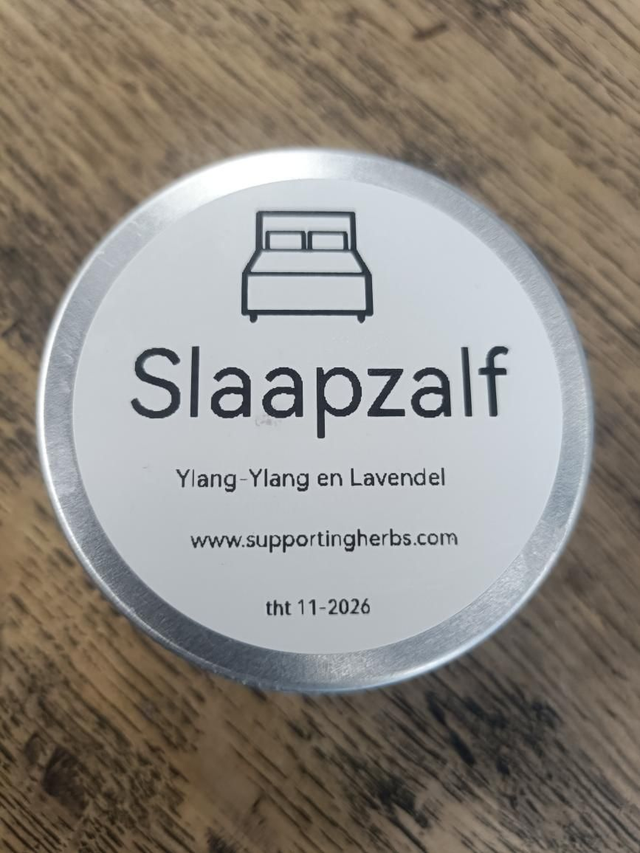 Slaapzalf
Ylang-Ylang en Lavendel
www.supportingherbs.com
tht 11-2026